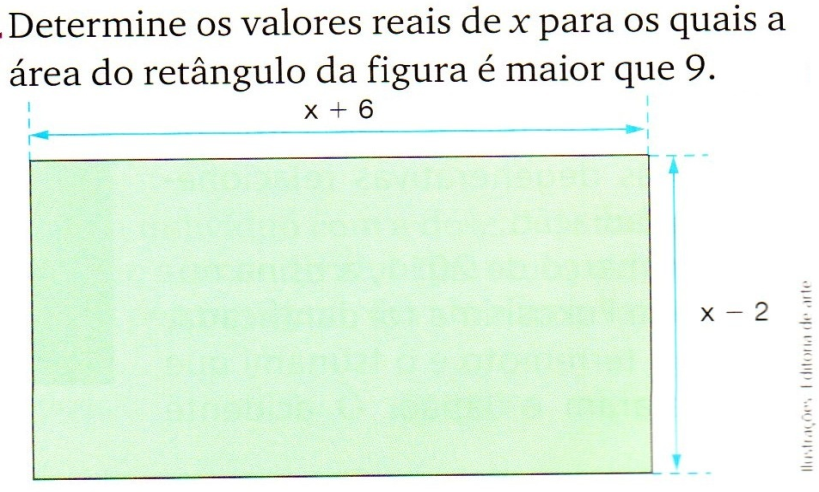 Determine os valores reais de x para os quais a
área do retângulo da figura é maior que 9.
x + 6
x − 2
Ilustrações: Editoria de arte